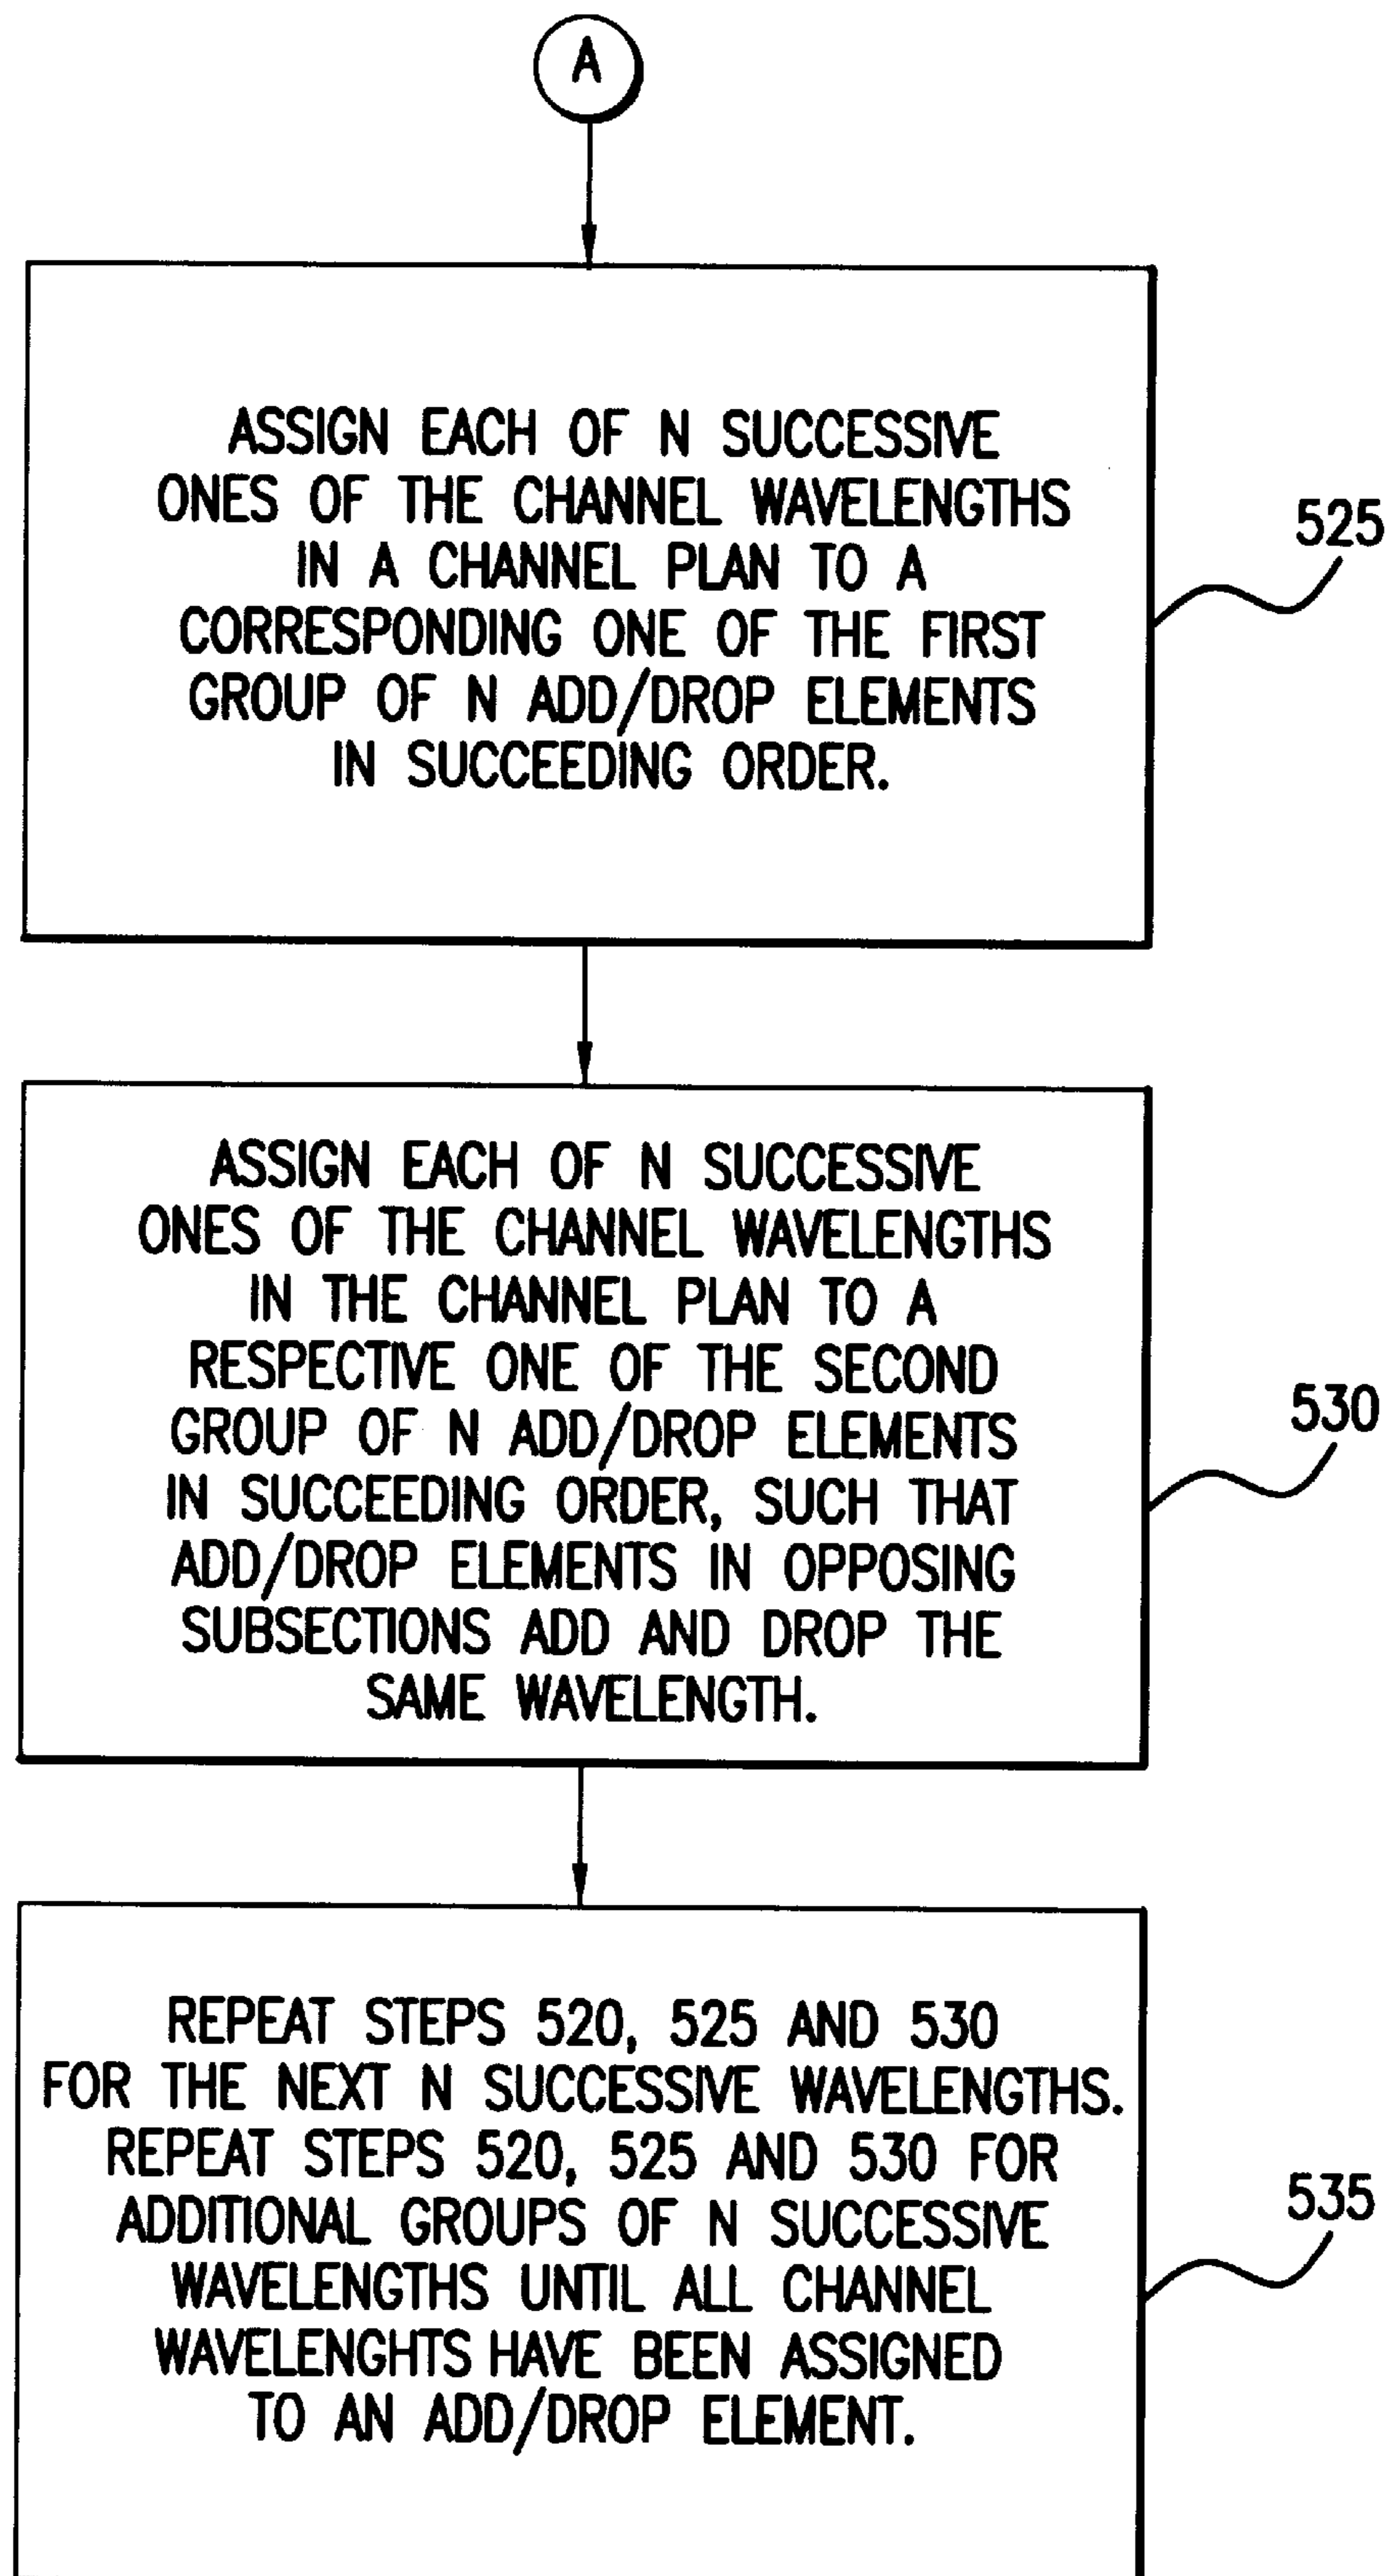 A
ASSIGN EACH OF N SUCCESSIVE
ONES OF THE CHANNEL WAVELENGTHS
IN A CHANNEL PLAN TO A
CORRESPONDING ONE OF THE FIRST
GROUP OF N ADD/DROP ELEMENTS
IN SUCCEEDING ORDER.
525
ASSIGN EACH OF N SUCCESSIVE
ONES OF THE CHANNEL WAVELENGTHS
IN THE CHANNEL PLAN TO A
RESPECTIVE ONE OF THE SECOND
GROUP OF N ADD/DROP ELEMENTS
IN SUCCEEDING ORDER, SUCH THAT
ADD/DROP ELEMENTS IN OPPOSING
SUBSECTIONS ADD AND DROP THE
SAME WAVELENGTH.
530
REPEAT STEPS 520, 525 AND 530
FOR THE NEXT N SUCCESSIVE WAVELENGTHS.
REPEAT STEPS 520, 525 AND 530 FOR
ADDITIONAL GROUPS OF N SUCCESSIVE
WAVELENGTHS UNTIL ALL CHANNEL
WAVELENGHTS HAVE BEEN ASSIGNED
TO AN ADD/DROP ELEMENT.
535